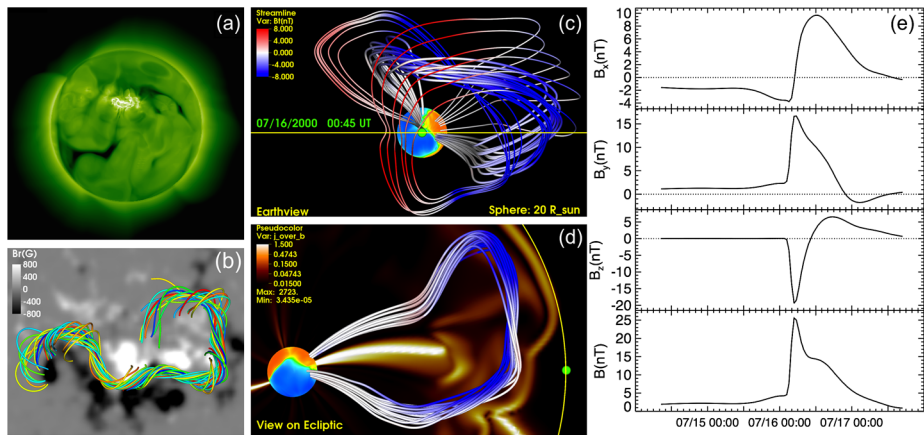 (a)
(b)
Br(G)
800
400
0
-400
-800
(c)
Streamline
Var: Bt(nT)
8.000
4.000
0.000
-4.000
-8.000
07/16/2000 00:45 UT
Earthview
Sphere: 20 R_sun
(d)
Pseudocolor
Var: j_over_b
1.500
0.4743
0.1500
0.04743
0.01500
Max: 2723.
Min: 3.435e-05
View on Ecliptic
(e)
Bx(nT)
10
8
6
4
2
0
-2
-4
By(nT)
15
10
5
0
Bz(nT)
5
0
-5
-10
-15
-20
B(nT)
25
20
15
10
5
07/15 00:00
07/16 00:00
07/17 00:00